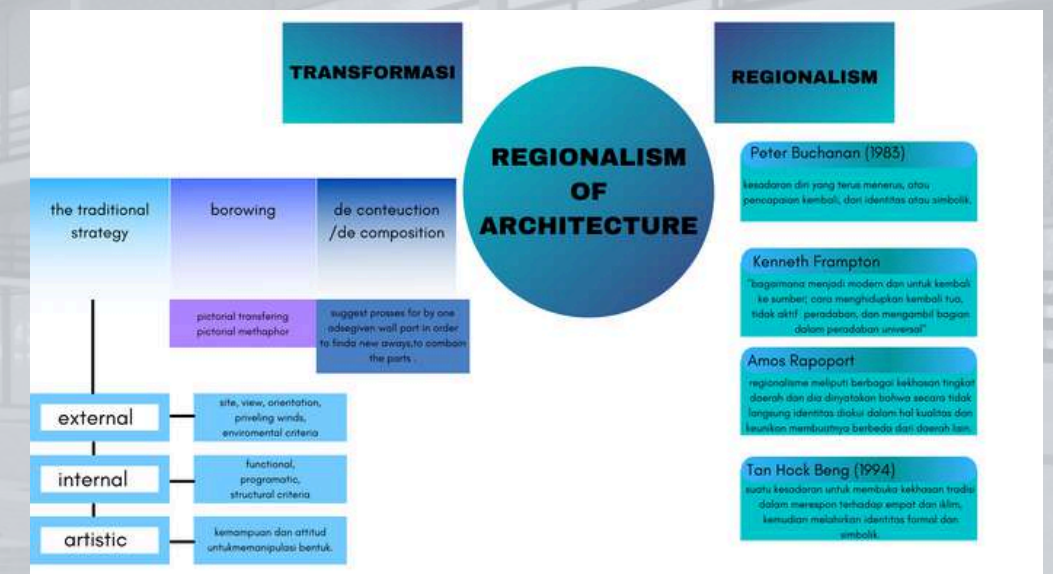 TRANSFORMASI
REGIONALISM
REGIONALISM
OF
ARCHITECTURE
the traditional
strategy
borowing
de conteuction
/de composition
pictorial transfering
pictorial methaphor
suggest prosses for by one
adsegiven wall part in order
to finda new aways,to combain
the parts .
external
site, view, orientation,
priveling winds,
enviromental criteria
internal
functional,
programatic,
structural criteria
artistic
kemampuan dan attitud
untukmemanipulasi bentuk.
Peter Buchanan (1983)
kesadaran diri yang terus menerus, atau
pencapaian kembali, dari identitas atau simbolik.
Kenneth Frampton
"bagaimana menjadi modern dan untuk kembali
ke sumber; cara menghidupkan kembali tua,
tidak aktif peradaban, dan mengambil bagian
dalam peradaban universal"
Amos Rapoport
regionalisme meliputi berbagai kekhasan tingkat
daerah dan dia dinyatakan bahwa secara tidak
langsung identitas diakui dalam hal kualitas dan
keunikan membuatnya berbeda dari daerah lain.
Tan Hock Beng (1994)
suatu kesadaran untuk membuka kekhasan tradisi
dalam merespon terhadap empat dan iklim,
kemudian melahirkan identitas formal dan
simbolik.